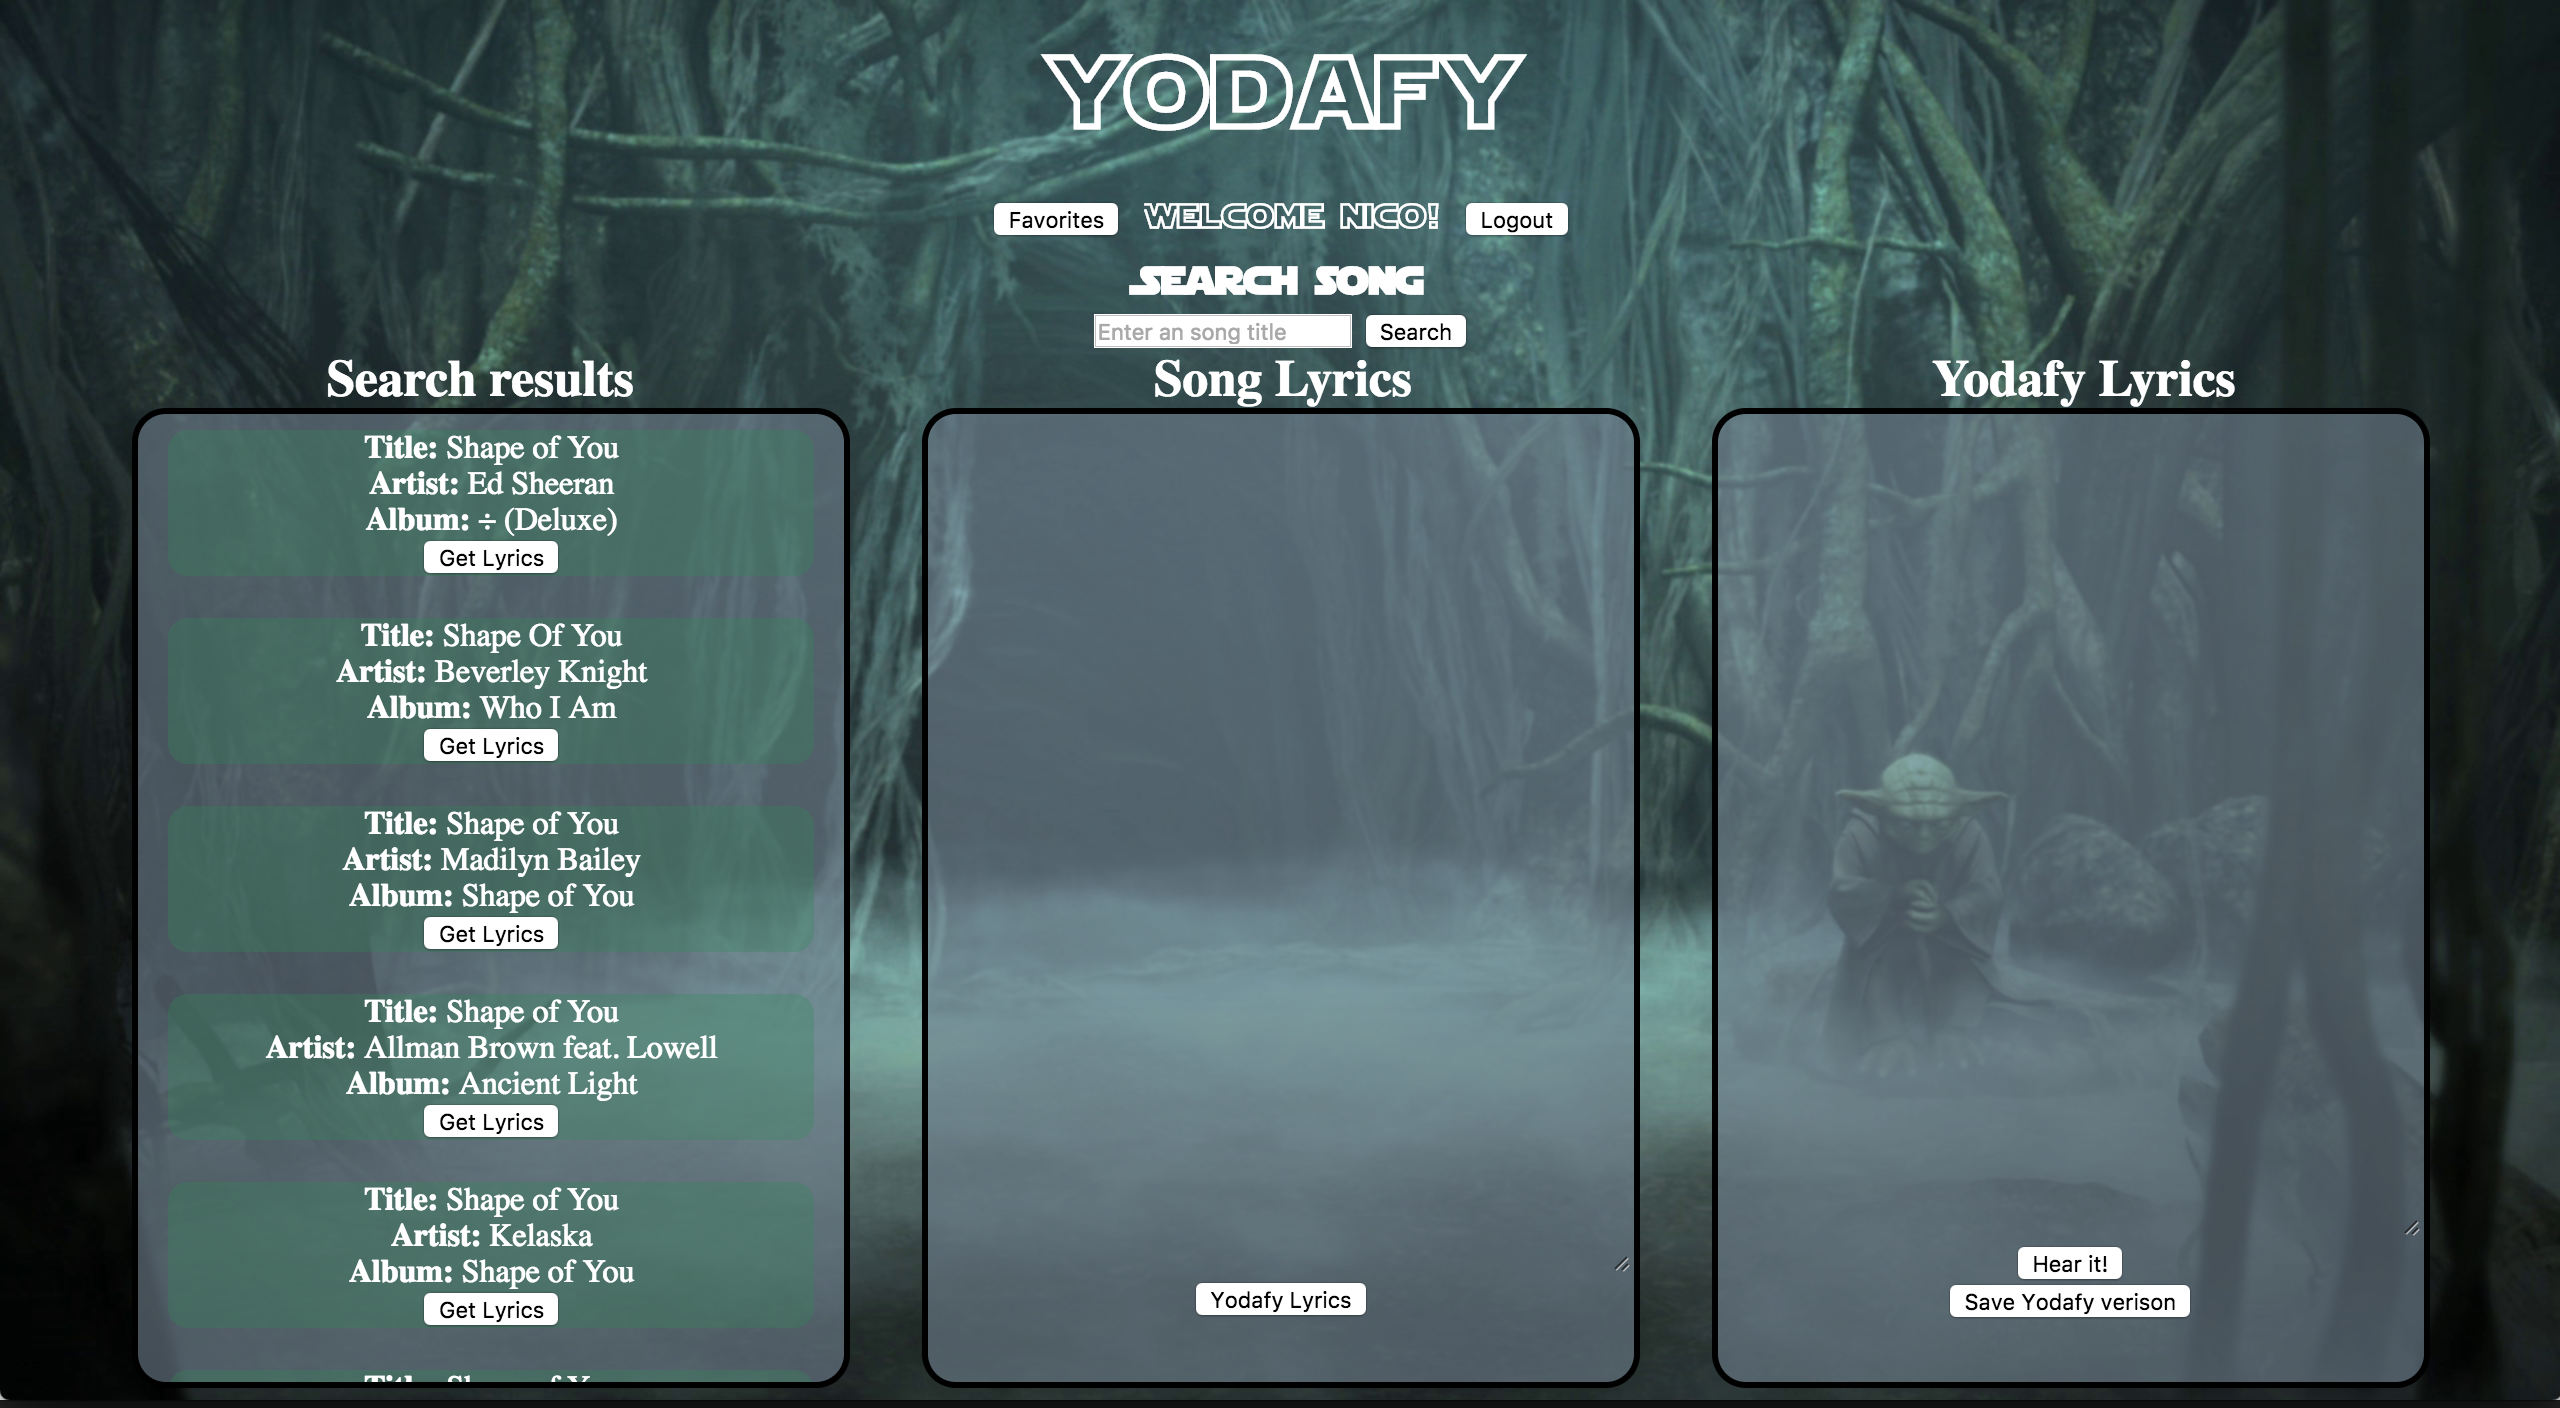 YODAFY
Favorites WELCOME NICO! Logout
SEARCH SONG
Enter an song title Search
Search results
Title: Shape of You
Artist: Ed Sheeran
Album: ÷ (Deluxe)
Get Lyrics
Title: Shape Of You
Artist: Beverley Knight
Album: Who I Am
Get Lyrics
Title: Shape of You
Artist: Madilyn Bailey
Album: Shape of You
Get Lyrics
Title: Shape of You
Artist: Allman Brown feat. Lowell
Album: Ancient Light
Get Lyrics
Title: Shape of You
Artist: Kelaska
Album: Shape of You
Get Lyrics
Song Lyrics
Yodafy Lyrics
Yodafy Lyrics
Hear it!
Save Yodafy verison